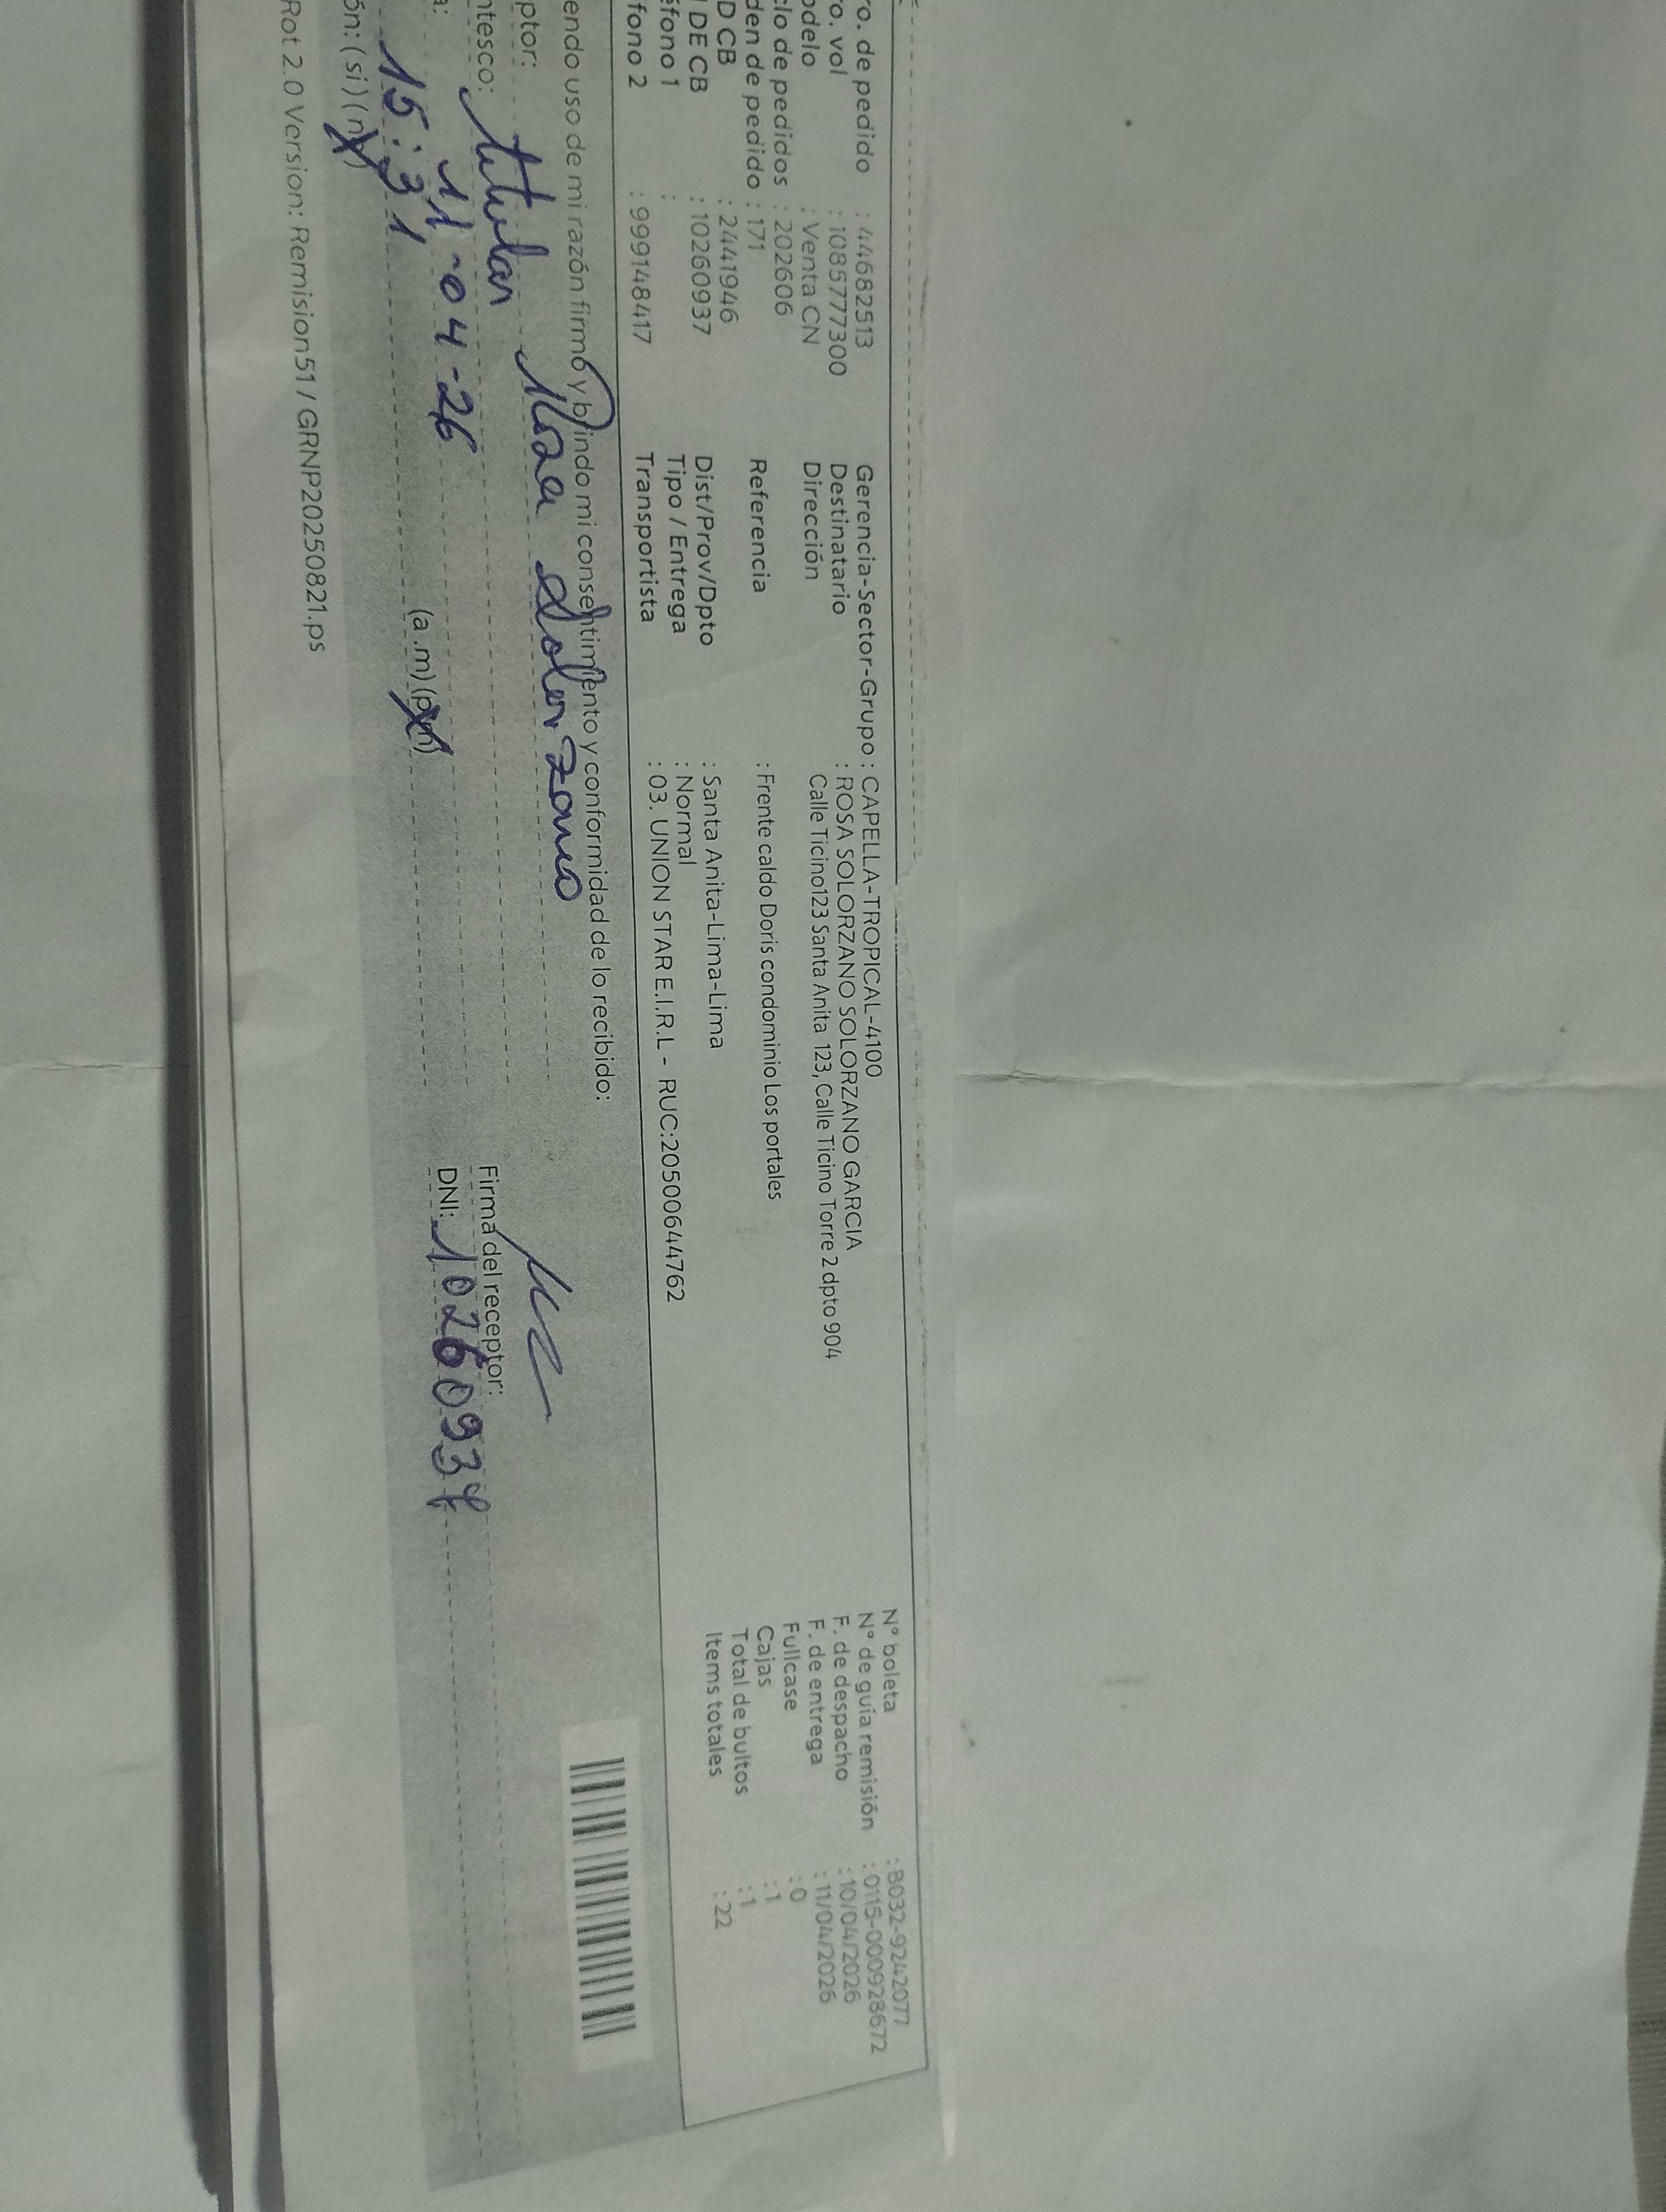 ro. de pedido : 44682513
ro. vol : 1085777300
odelo : Venta CN
clo de pedidos : 202606
den de pedido : 171
D CB : 2441946
I DE CB : 10260937
éfono 1 :
fono 2 : 999148417
Gerencia-Sector-Grupo : CAPELLA-TROPICAL-4100
Destinatario : ROSA SOLORZANO SOLORZANO GARCIA
Dirección Calle Ticino123 Santa Anita 123, Calle Ticino Torre 2 dpto 904
Referencia : Frente caldo Doris condominio Los portales
Dist/Prov/Dpto : Santa Anita-Lima-Lima
Tipo / Entrega : Normal
Transportista : 03. UNION STAR E.I.R.L - RUC:20500644762
N° boleta : B032-9242077
N° de guía remisión : 0115-000928672
F. de despacho : 10/04/2026
F. de entrega : 11/04/2026
Fullcase : 0
Cajas : 1
Total de bultos : 1
Items totales : 22
endo uso de mi razón firmo y brindo mi consentimiento y conformidad de lo recibido:
ptor: Rosa Solorzano
ntesco: titular
a: 11-04-26
15:31 (a.m) (pm)
ón: ( si ) ( no )
Firma del receptor:
DNI: 10260937
Rot 2.0 Version: Remision51 / GRNP20250821.ps